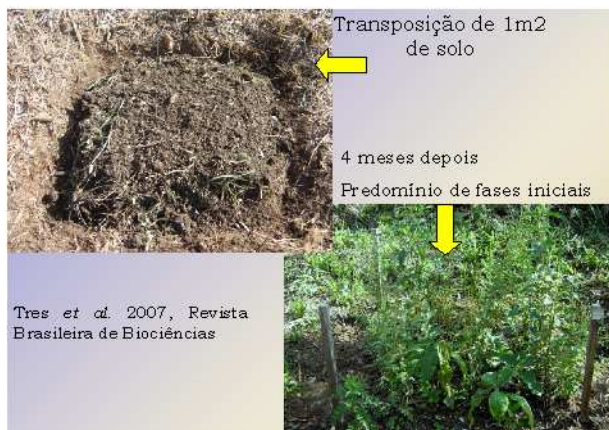 Transposição de 1m2
de solo
4 meses depois
Predomínio de fases iniciais
Tres et al. 2007, Revista
Brasileira de Biociências